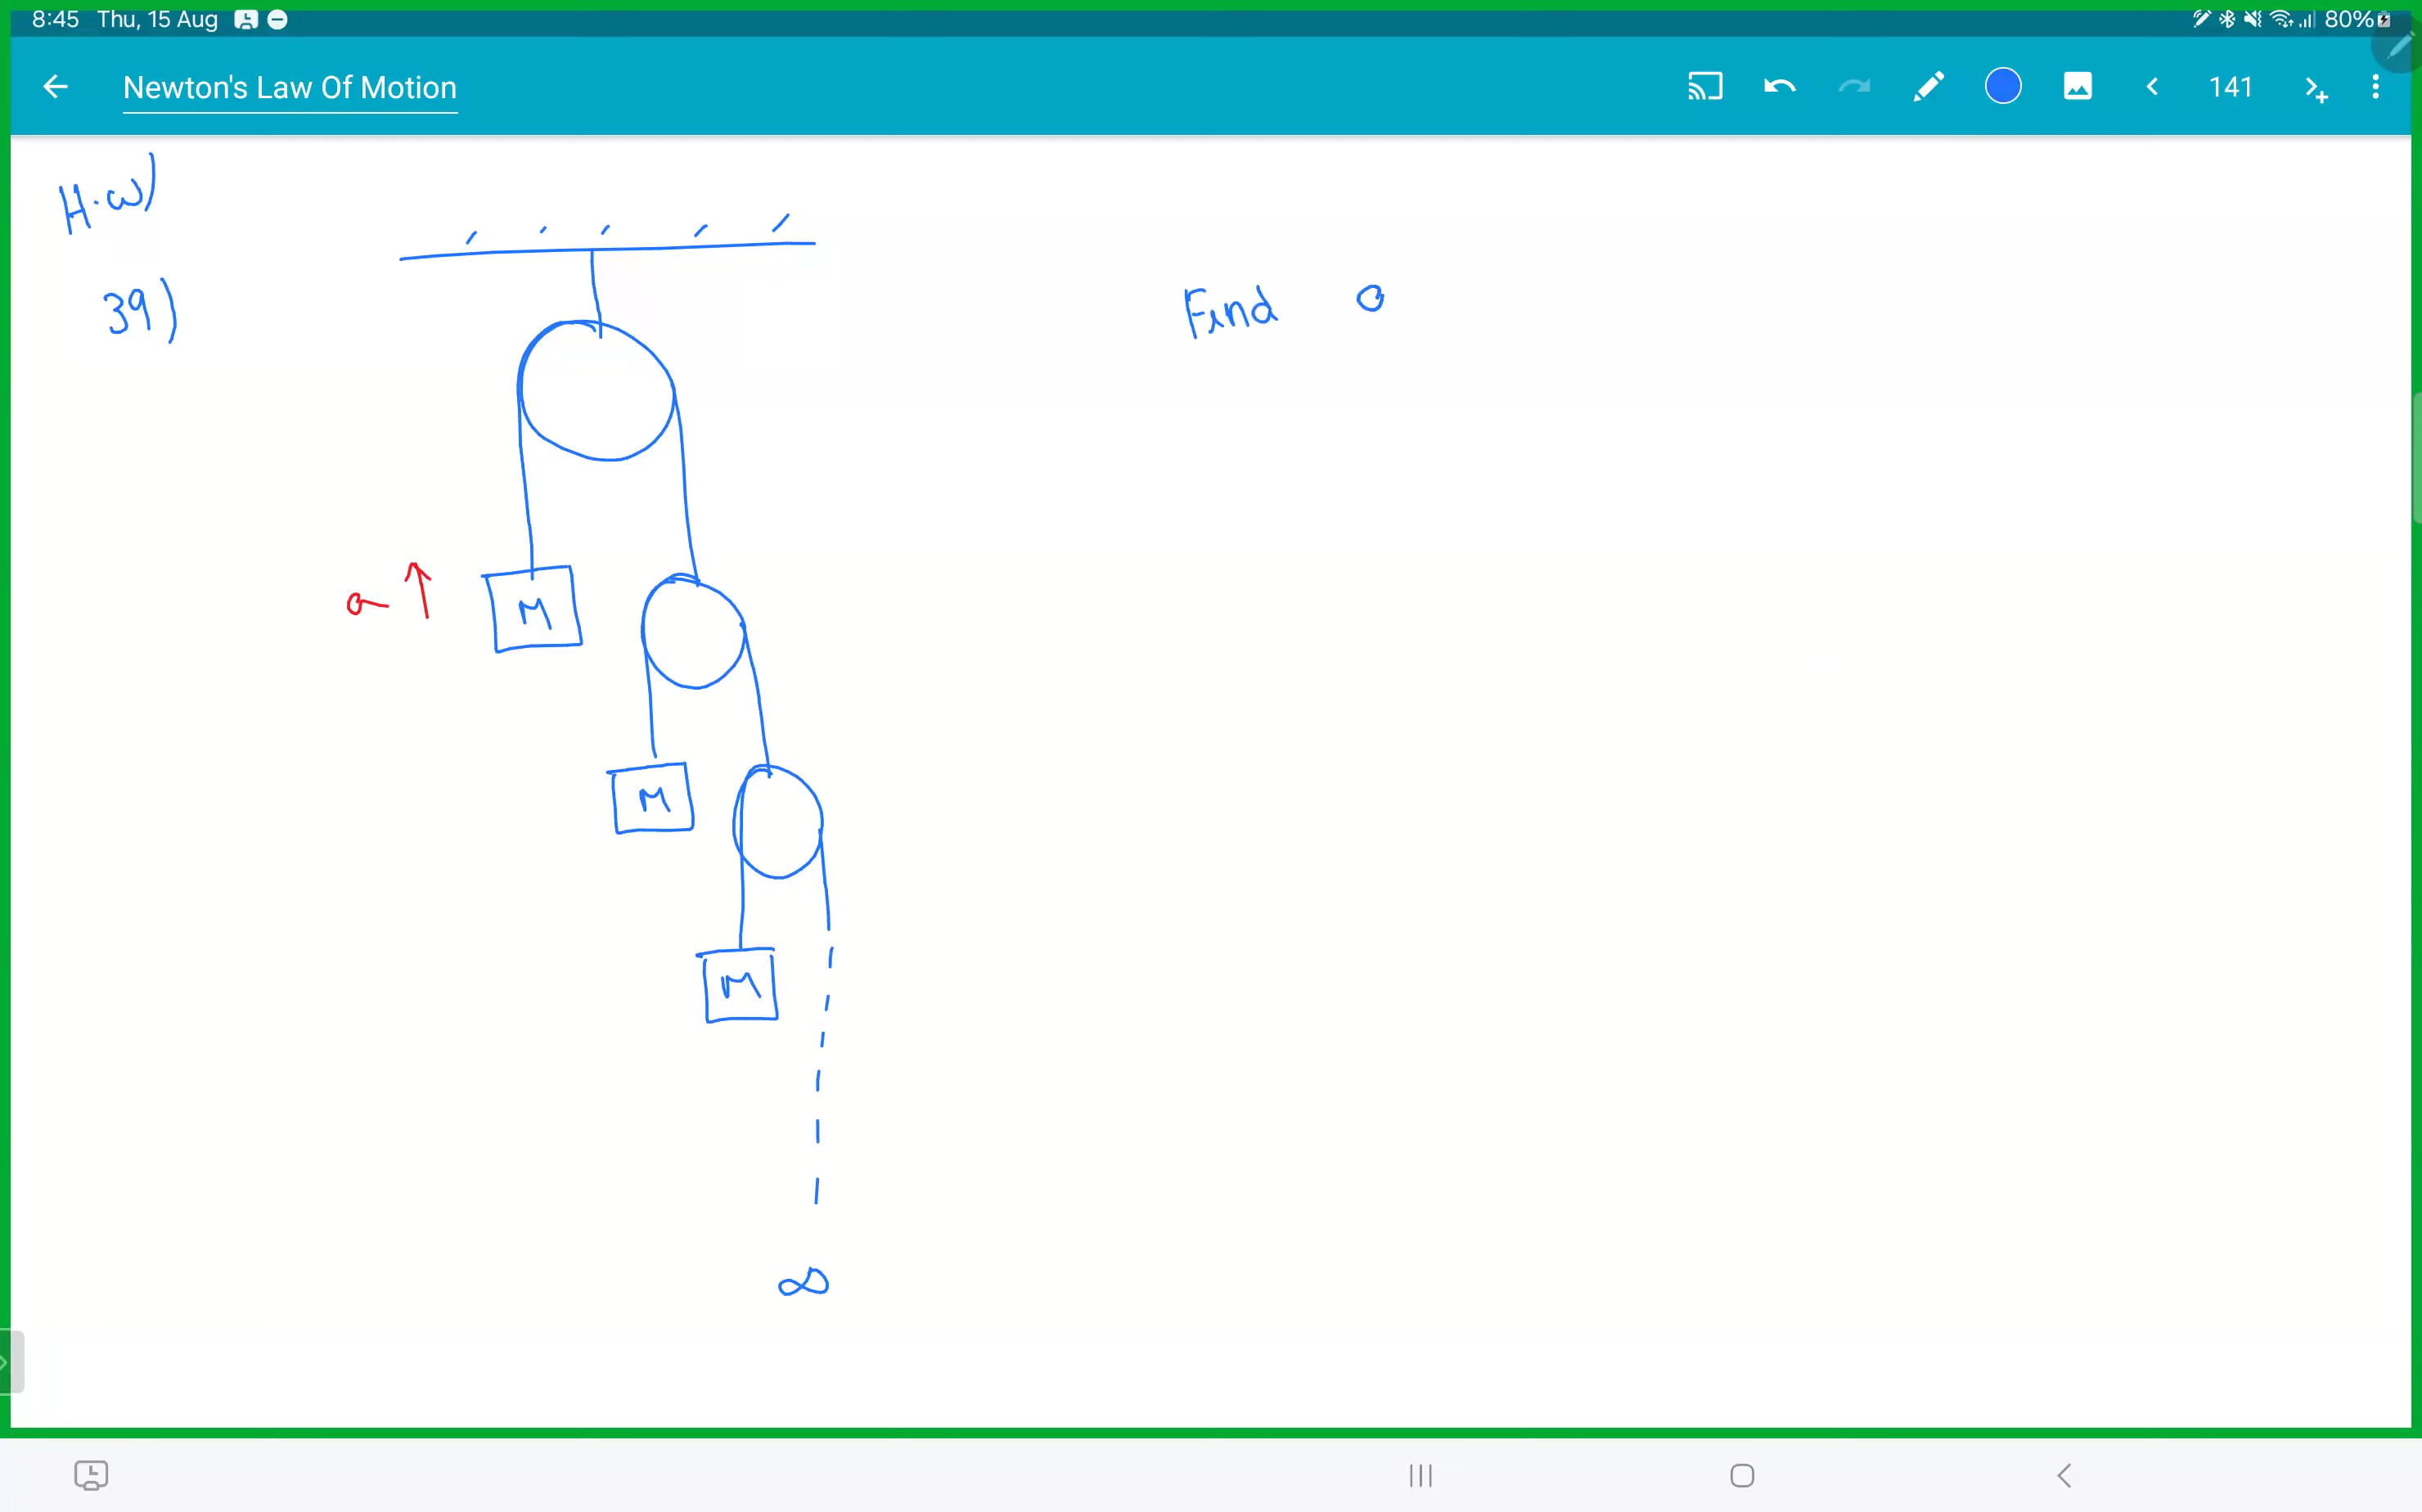 8:45 Thu, 15 Aug 80%
Newton's Law Of Motion 141
H.W)
39)
Find a
a
M
M
M
∞